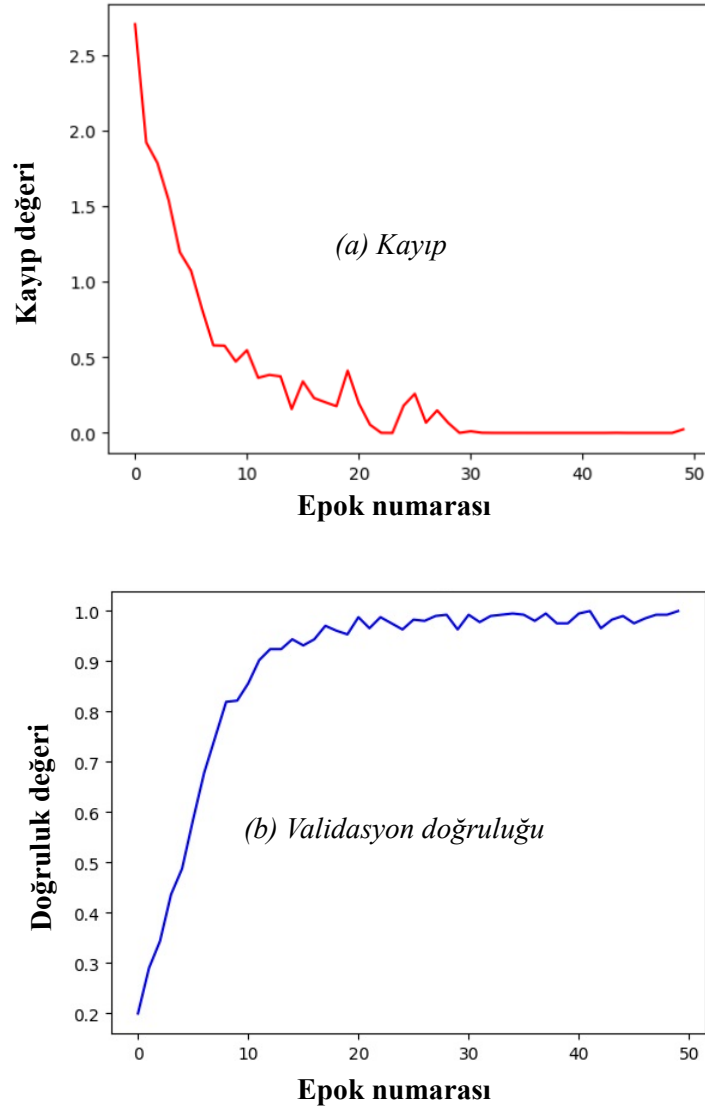 2.5
2.0
1.5
1.0
0.5
0.0
Kayıp değeri
(a) Kayıp
0 10 20 30 40 50
Epok numarası
1.0
0.9
0.8
0.7
0.6
0.5
0.4
0.3
0.2
Doğruluk değeri
(b) Validasyon doğruluğu
0 10 20 30 40 50
Epok numarası